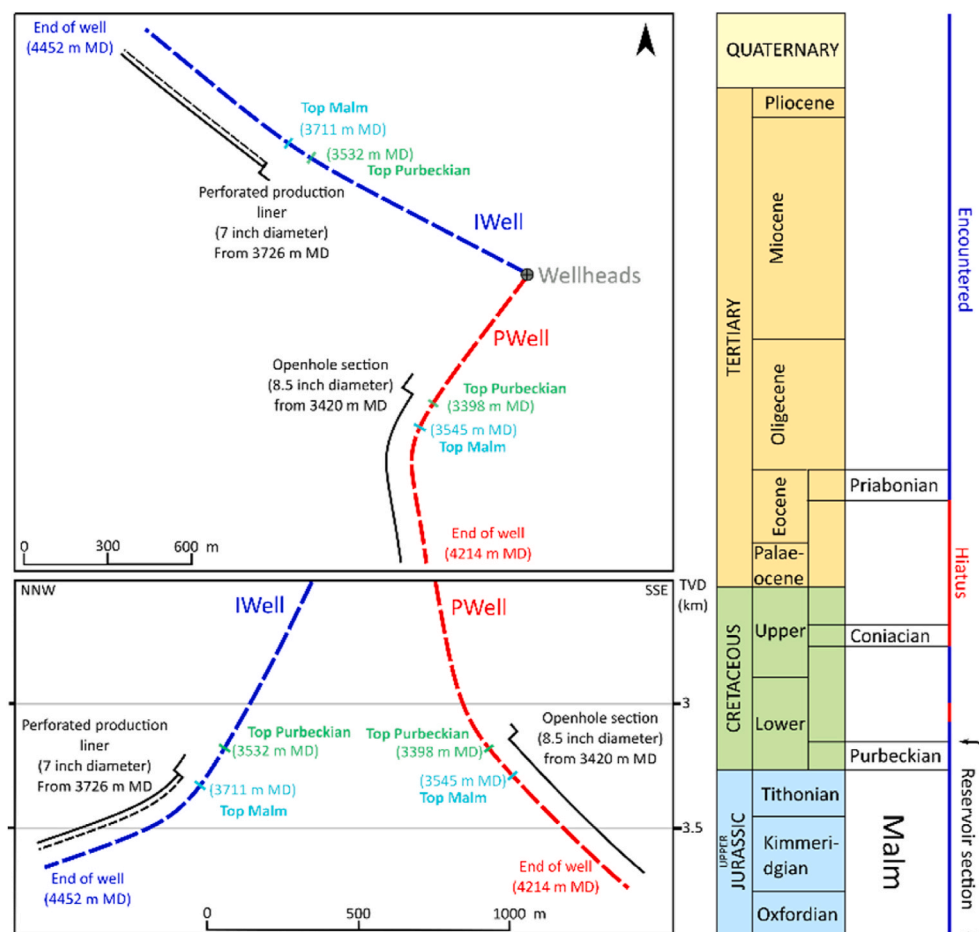 End of well
(4452 m MD)
Top Malm
(3711 m MD)
(3532 m MD)
Top Purbeckian
Perforated production
liner
(7 inch diameter)
From 3726 m MD
IWell
Wellheads
PWell
Openhole section
(8.5 inch diameter)
from 3420 m MD
Top Purbeckian
(3398 m MD)
(3545 m MD)
Top Malm
End of well
(4214 m MD)
0 300 600 m
NNW
IWell
PWell
SSE
TVD
(km)
3
3.5
Perforated production
liner
(7 inch diameter)
From 3726 m MD
Top Purbeckian
(3532 m MD)
(3711 m MD)
Top Malm
Top Purbeckian
(3398 m MD)
(3545 m MD)
Top Malm
Openhole section
(8.5 inch diameter)
from 3420 m MD
End of well
(4452 m MD)
End of well
(4214 m MD)
0 500 1000 m
QUATERNARY
TERTIARY
Pliocene
Miocene
Oligecene
Eocene
Palae-
ocene
Priabonian
CRETACEOUS
Upper
Coniacian
Lower
Purbeckian
UPPER
JURASSIC
Tithonian
Kimmeri-
dgian
Oxfordian
Malm
Encountered
Hiatus
Reservoir section